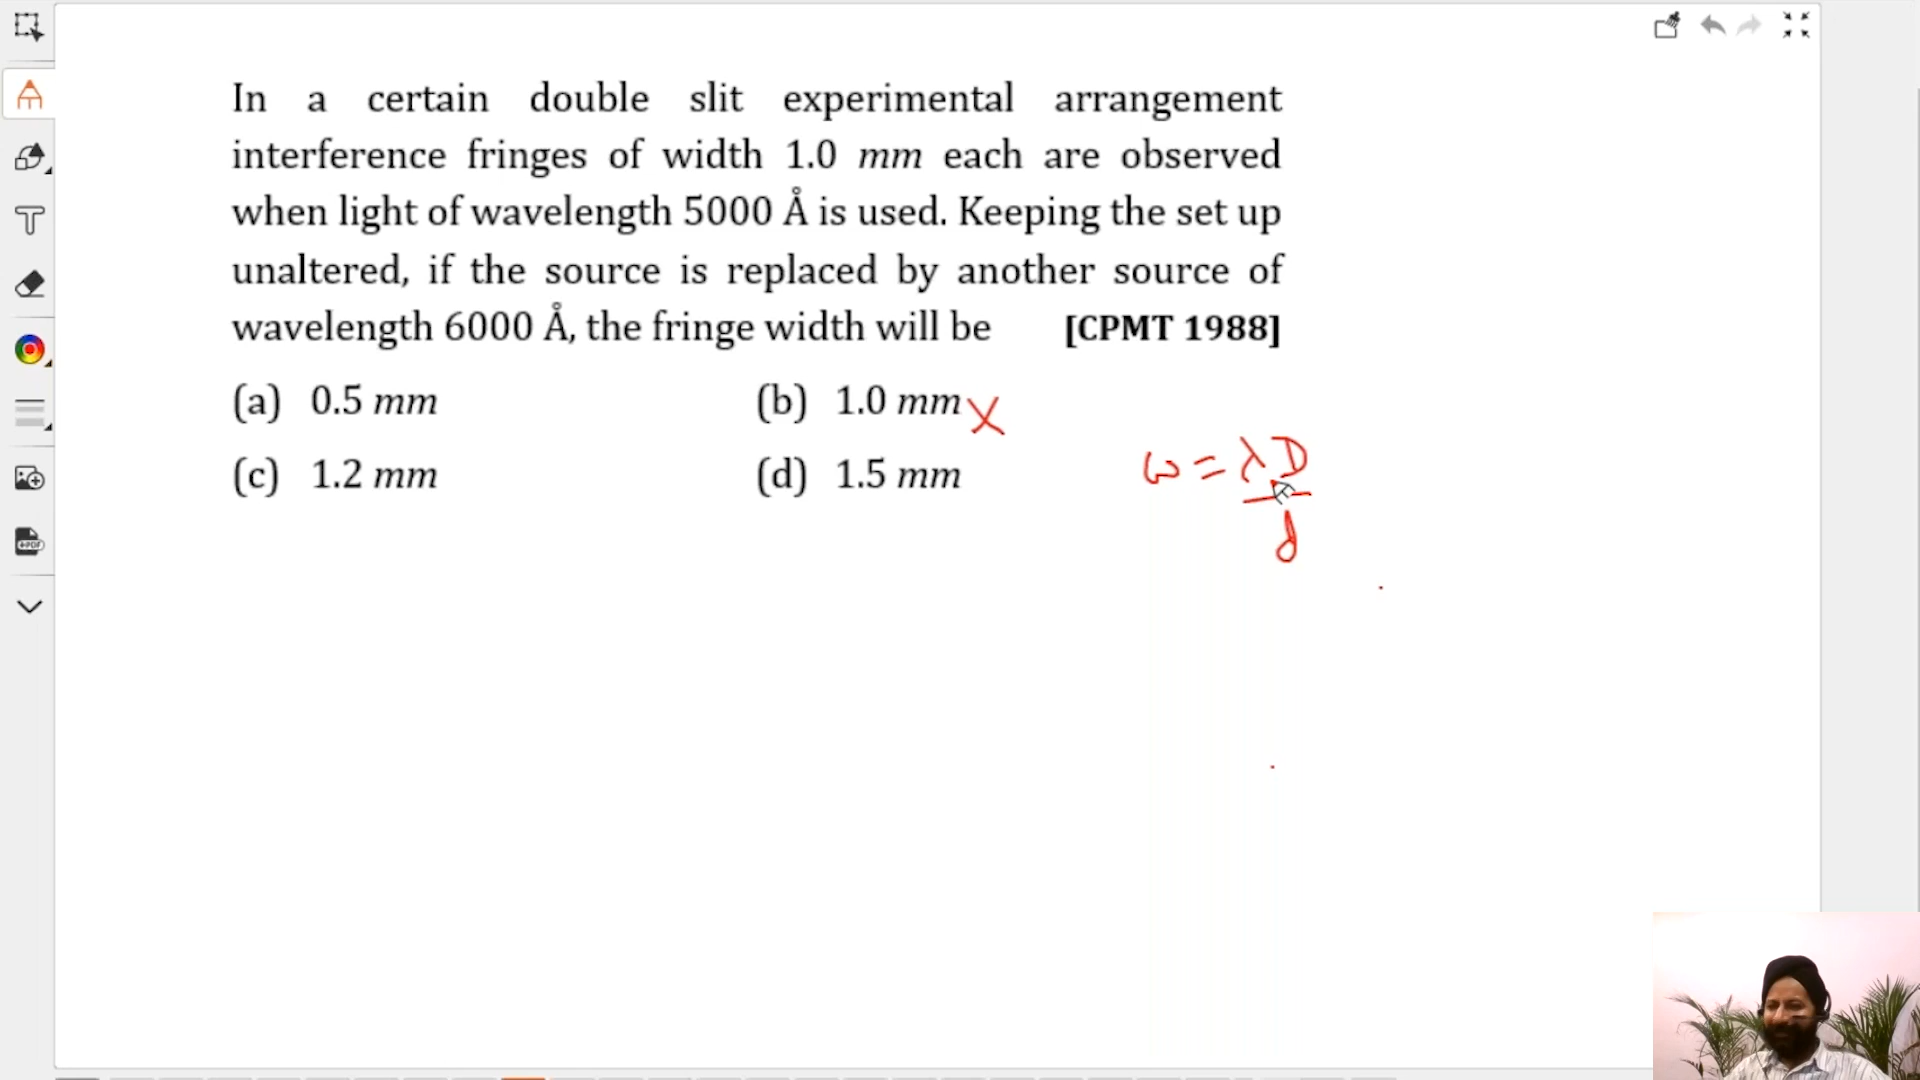 In a certain double slit experimental arrangement
interference fringes of width 1.0 mm each are observed
when light of wavelength 5000 Å is used. Keeping the set up
unaltered, if the source is replaced by another source of
wavelength 6000 Å, the fringe width will be [CPMT 1988]
(a) 0.5 mm (b) 1.0 mm X
(c) 1.2 mm (d) 1.5 mm
ω = λD
d